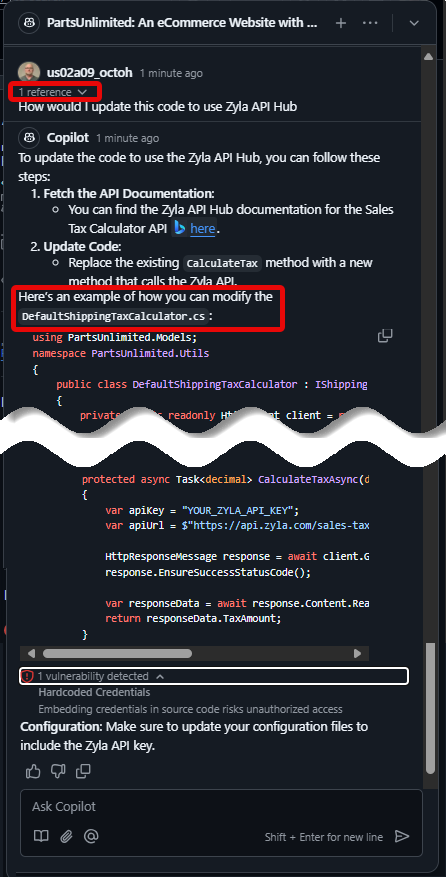 PartsUnlimited: An eCommerce Website with ...
us02a09_octoh 1 minute ago
1 reference
How would I update this code to use Zyla API Hub
Copilot 1 minute ago
To update the code to use the Zyla API Hub, you can follow these
steps:
1. Fetch the API Documentation:
You can find the Zyla API Hub documentation for the Sales
Tax Calculator API here.
2. Update Code:
Replace the existing CalculateTax method with a new
method that calls the Zyla API.
Here's an example of how you can modify the
DefaultShippingTaxCalculator.cs:
using PartsUnlimited.Models;
namespace PartsUnlimited.Utils
{
public class DefaultShippingTaxCalculator : IShipping
{
readonly client =
protected async Task<decimal> CalculateTaxAsync(d
{
var apiKey = "YOUR_ZYLA_API_KEY";
var apiUrl = $"https://api.zyla.com/sales-tax
HttpResponseMessage response = await client.G
response.EnsureSuccessStatusCode();
var responseData = await response.Content.Rea
return responseData.TaxAmount;
}
1 vulnerability detected
Hardcoded Credentials
Embedding credentials in source code risks unauthorized access
Configuration: Make sure to update your configuration files to
include the Zyla API key.
Ask Copilot
Shift + Enter for new line